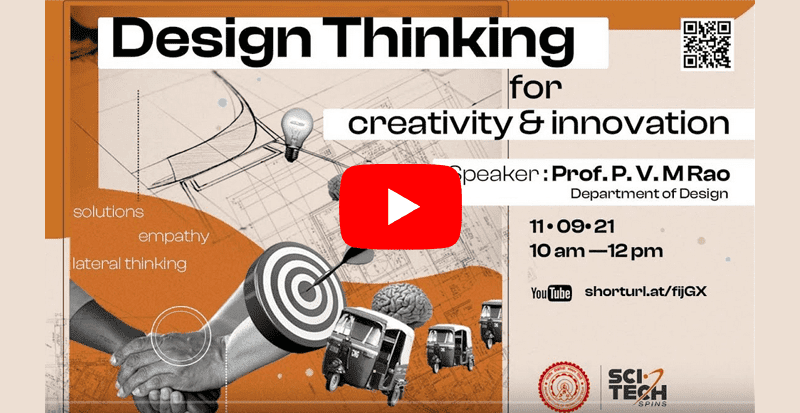 Design Thinking
for
creativity & innovation
Speaker : Prof. P. V. M Rao
Department of Design
11 • 09 • 21
10 am — 12 pm
YouTube shorturl.at/fijGX
solutions
empathy
lateral thinking
SCI•
TECH
SPINS